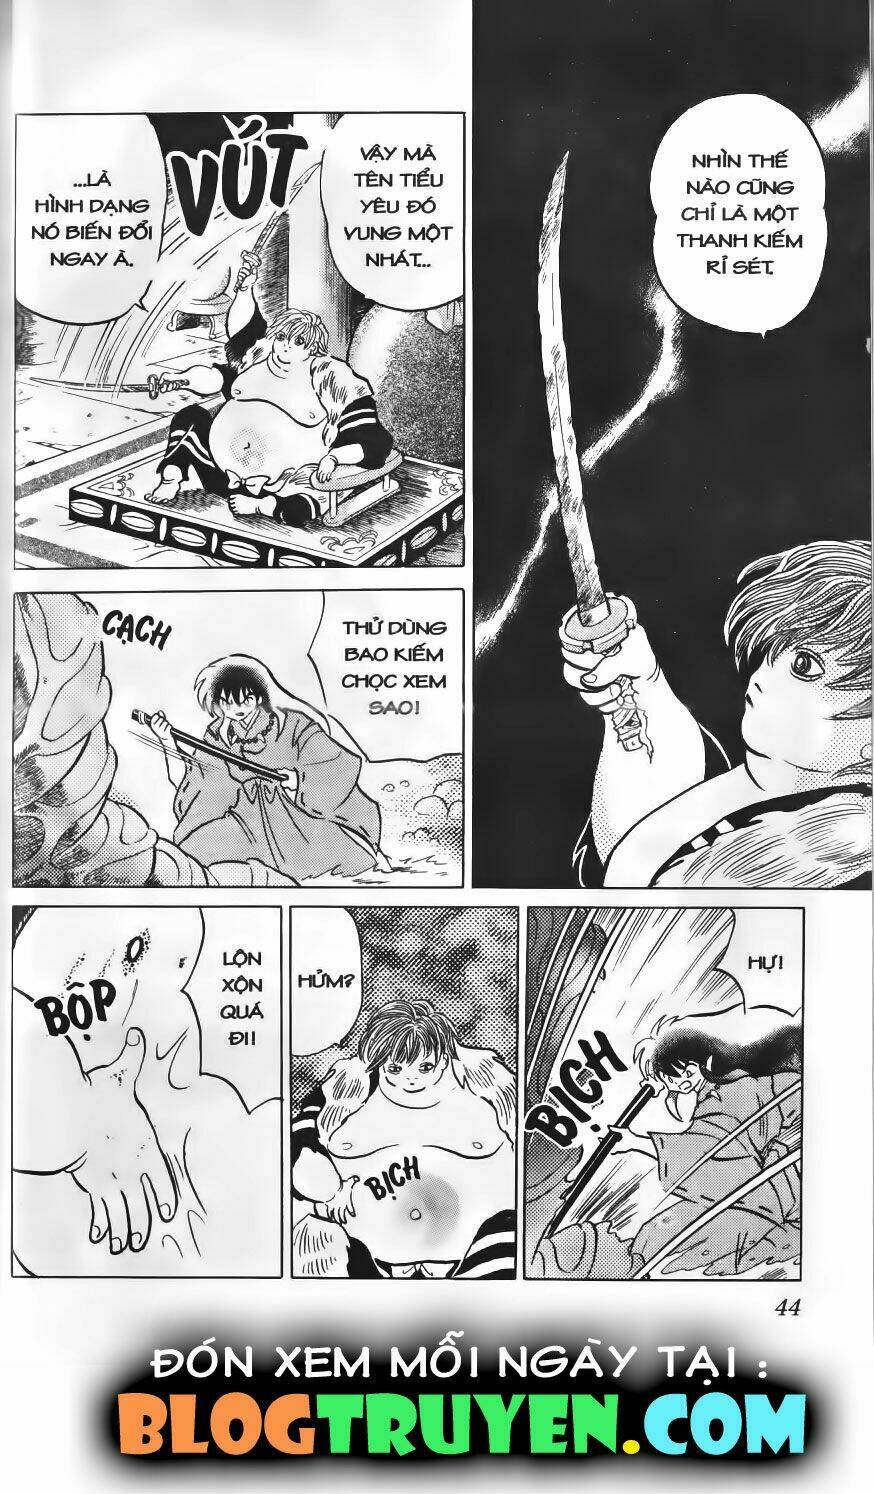 NHÌN THẾ
NÀO CŨNG
CHỈ LÀ MỘT
THANH KIẾM
RỈ SÉT.
VẬY MÀ
TÊN TIỂU
YÊU ĐÓ
VUNG MỘT
NHÁT...
VÚT
...LÀ
HÌNH DẠNG
NÓ BIẾN ĐỔI
NGAY À.
THỬ DÙNG
BAO KIẾM
CHỌC XEM
SAO!
CẠCH
HỰ!
BỊCH
HỬM?
BỊCH
LỘN
XỘN
QUÁ
ĐI!
BỘP
44
ĐÓN XEM MỖI NGÀY TẠI :
BLOGTRUYEN.COM